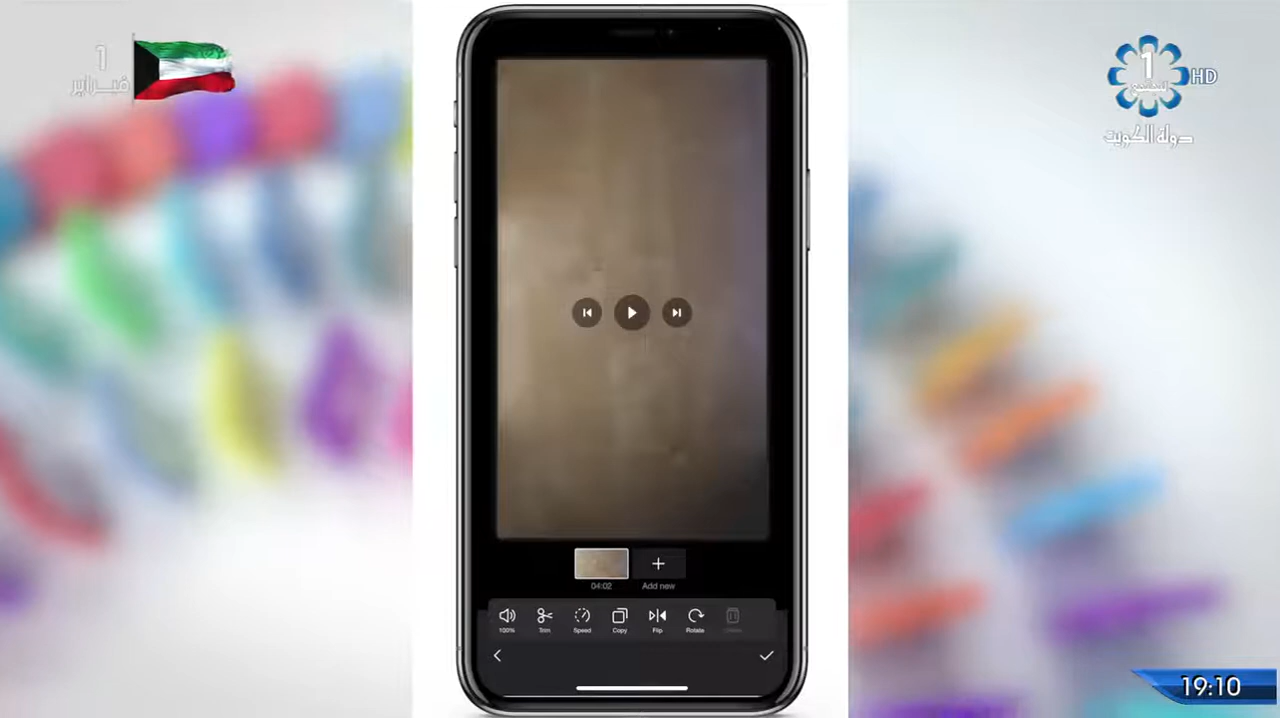 1
فبراير
1
HD
دولة الكويت
04:02
Add new
100%
Trim
Speed
Copy
Flip
Rotate
19:10